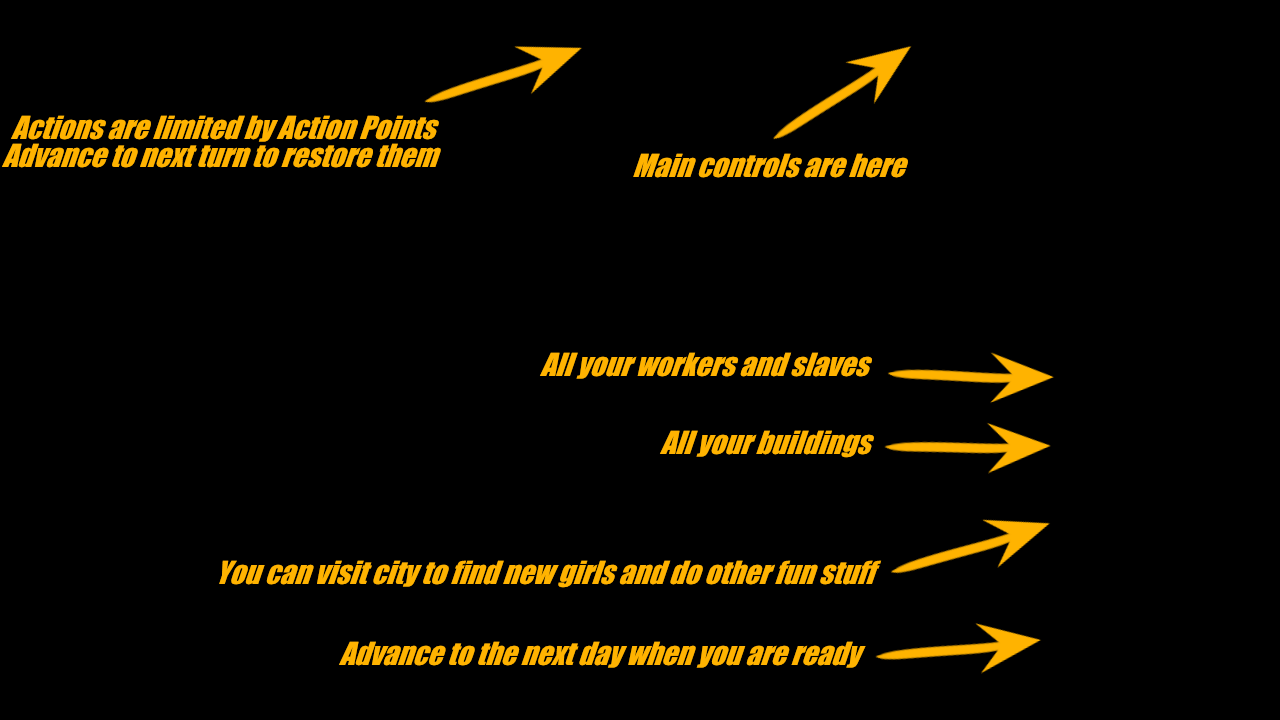 Actions are limited by Action Points
Advance to next turn to restore them
Main controls are here
All your workers and slaves
All your buildings
You can visit city to find new girls and do other fun stuff
Advance to the next day when you are ready